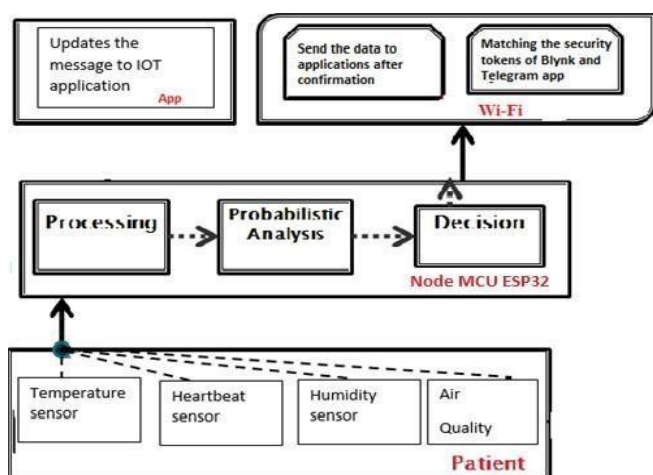 Updates the
message to IOT
application
App
Send the data to
applications after
confirmation
Matching the security
tokens of Blynk and
Telegram app
Wi-Fi
Processing
Probabilistic
Analysis
Decision
Node MCU ESP32
Temperature
sensor
Heartbeat
sensor
Humidity
sensor
Air
Quality
Patient